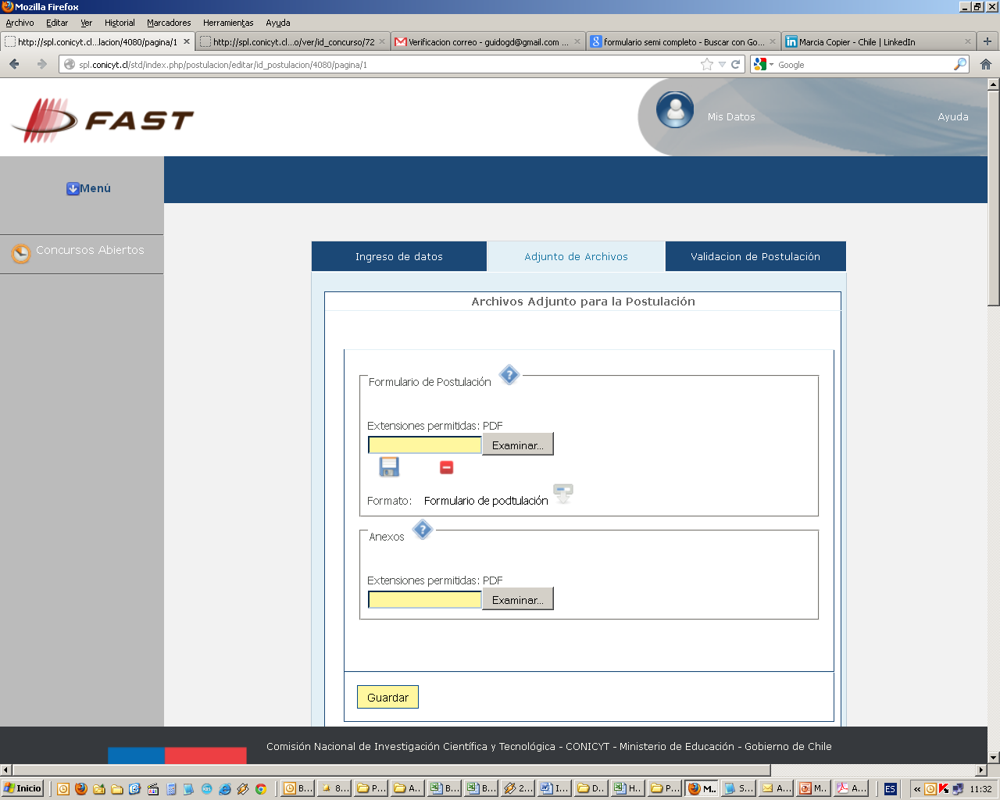 Mozilla Firefox
Archivo Editar Ver Historial Marcadores Herramientas Ayuda
http://spl.conicyt.cl...lacion/4080/pagina/1 http://spl.conicyt.cl...o/ver/id_concurso/72 Verificacion correo - guidogd@gmail.com ... formulario semi completo - Buscar con Go... Marcia Copier - Chile | LinkedIn
spl.conicyt.cl/std/index.php/postulacion/editar/id_postulacion/4080/pagina/1 Google
FAST
Mis Datos Ayuda
Menú
Concursos Abiertos
Ingreso de datos Adjunto de Archivos Validacion de Postulación
Archivos Adjunto para la Postulación
Formulario de Postulación ?
Extensiones permitidas: PDF
Examinar...
Formato: Formulario de podtulación
Anexos ?
Extensiones permitidas: PDF
Examinar...
Guardar
Comisión Nacional de Investigación Científica y Tecnológica - CONICYT - Ministerio de Educación - Gobierno de Chile
Inicio B... 8... P... A... B... B... 2... I... D... H... P... M.. S... A... M... A... ES « 11:32